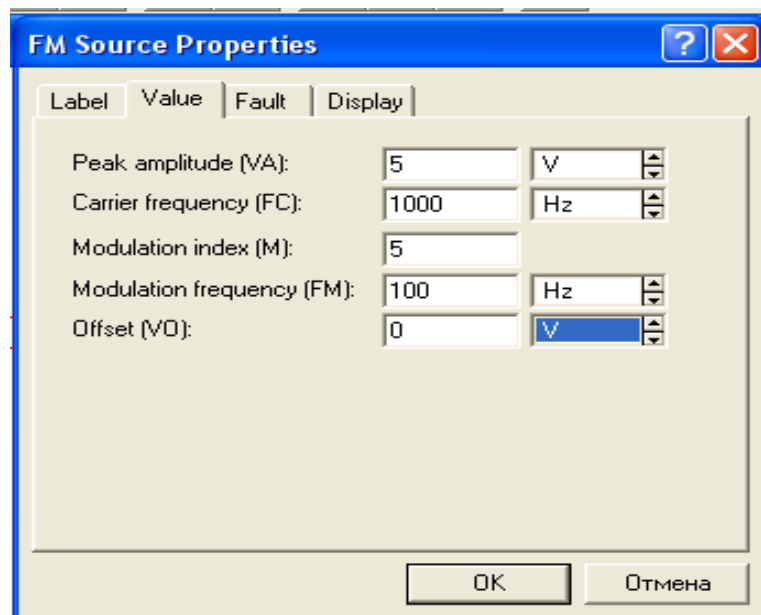 FM Source Properties
Label Value Fault Display
Peak amplitude (VA): 5 V
Carrier frequency (FC): 1000 Hz
Modulation index (M): 5
Modulation frequency (FM): 100 Hz
Offset (VO): 0 V
OK Отмена